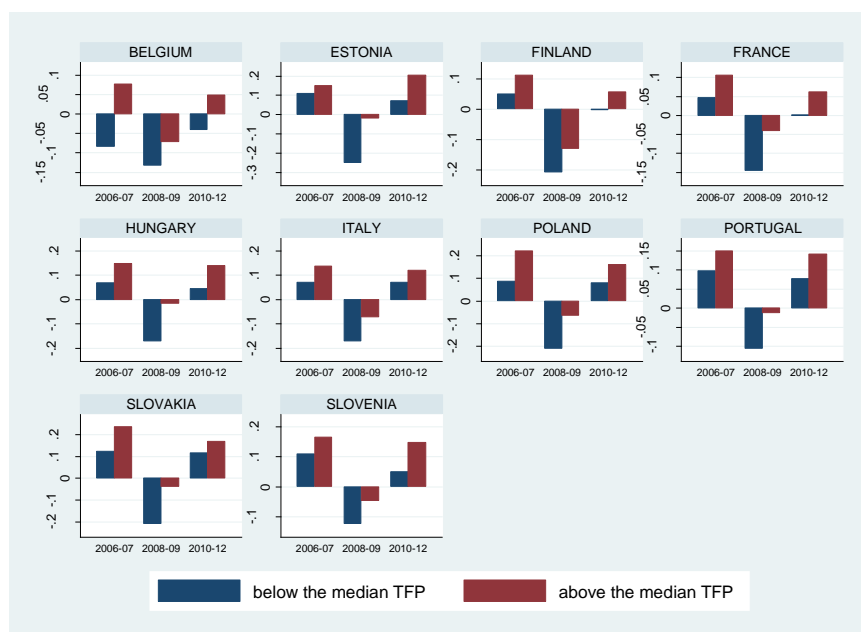 BELGIUM
.1
.05
0
-.05
-.1
-.15
2006-07 2008-09 2010-12
ESTONIA
.2
.1
0
-.1
-.2
-.3
2006-07 2008-09 2010-12
FINLAND
.1
0
-.1
-.2
2006-07 2008-09 2010-12
FRANCE
.1
.05
0
-.05
-.1
-.15
2006-07 2008-09 2010-12
HUNGARY
.2
.1
0
-.1
-.2
2006-07 2008-09 2010-12
ITALY
.2
.1
0
-.1
-.2
2006-07 2008-09 2010-12
POLAND
.2
.1
0
-.1
-.2
2006-07 2008-09 2010-12
PORTUGAL
.15
.1
.05
0
-.05
-.1
2006-07 2008-09 2010-12
SLOVAKIA
.2
.1
0
-.1
-.2
2006-07 2008-09 2010-12
SLOVENIA
.2
.1
0
-.1
2006-07 2008-09 2010-12
below the median TFP
above the median TFP